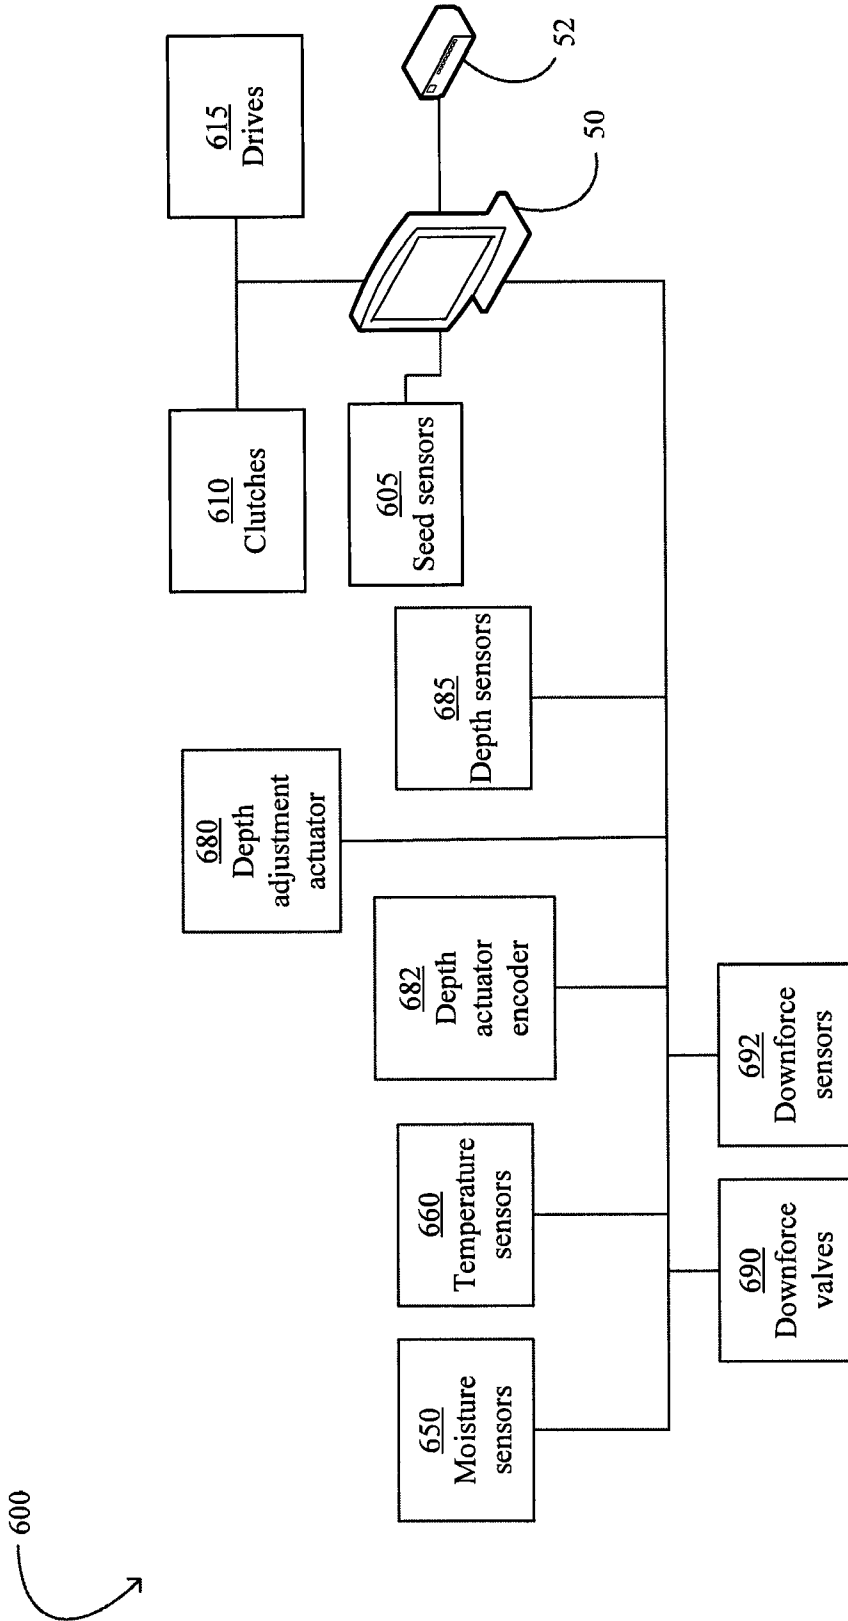 600
650
Moisture
sensors
660
Temperature
sensors
682
Depth
actuator
encoder
680
Depth
adjustment
actuator
685
Depth sensors
610
Clutches
605
Seed sensors
615
Drives
52
50
690
Downforce
valves
692
Downforce
sensors